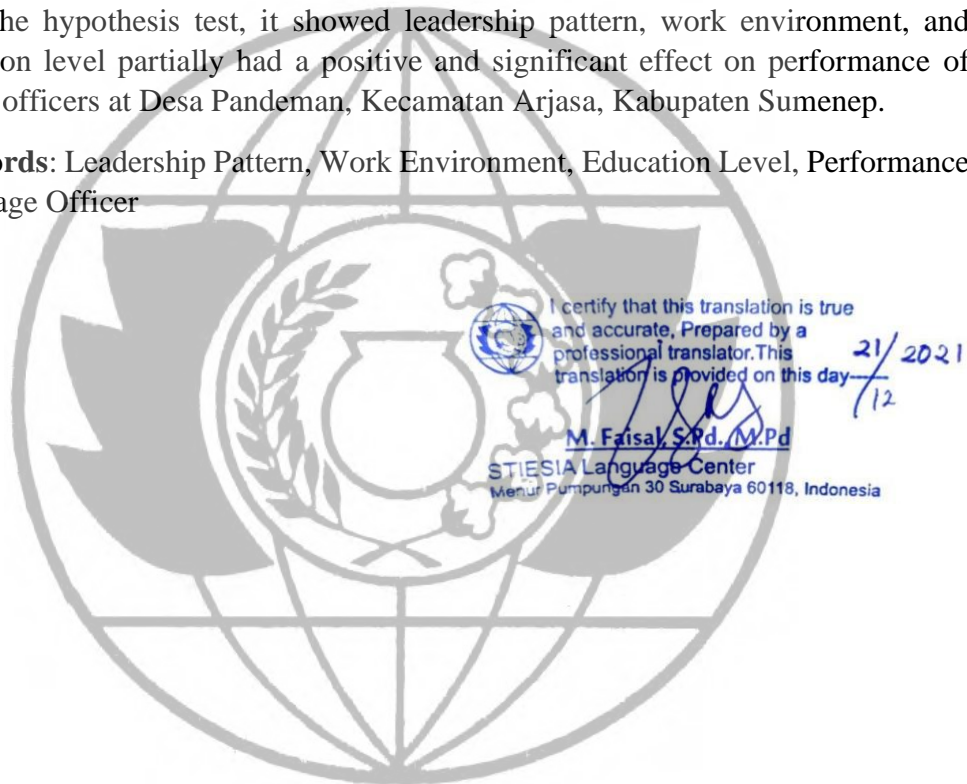 he hypothesis test, it showed leadership pattern, work environment, and
on level partially had a positive and significant effect on performance of
officers at Desa Pandeman, Kecamatan Arjasa, Kabupaten Sumenep.
ords: Leadership Pattern, Work Environment, Education Level, Performance
age Officer
I certify that this translation is true
and accurate, Prepared by a
professional translator.This
translation is provided on this day 21/12 2021
M. Faisal, S.Pd., M.Pd
STIESIA Language Center
Menur Pumpungan 30 Surabaya 60118, Indonesia